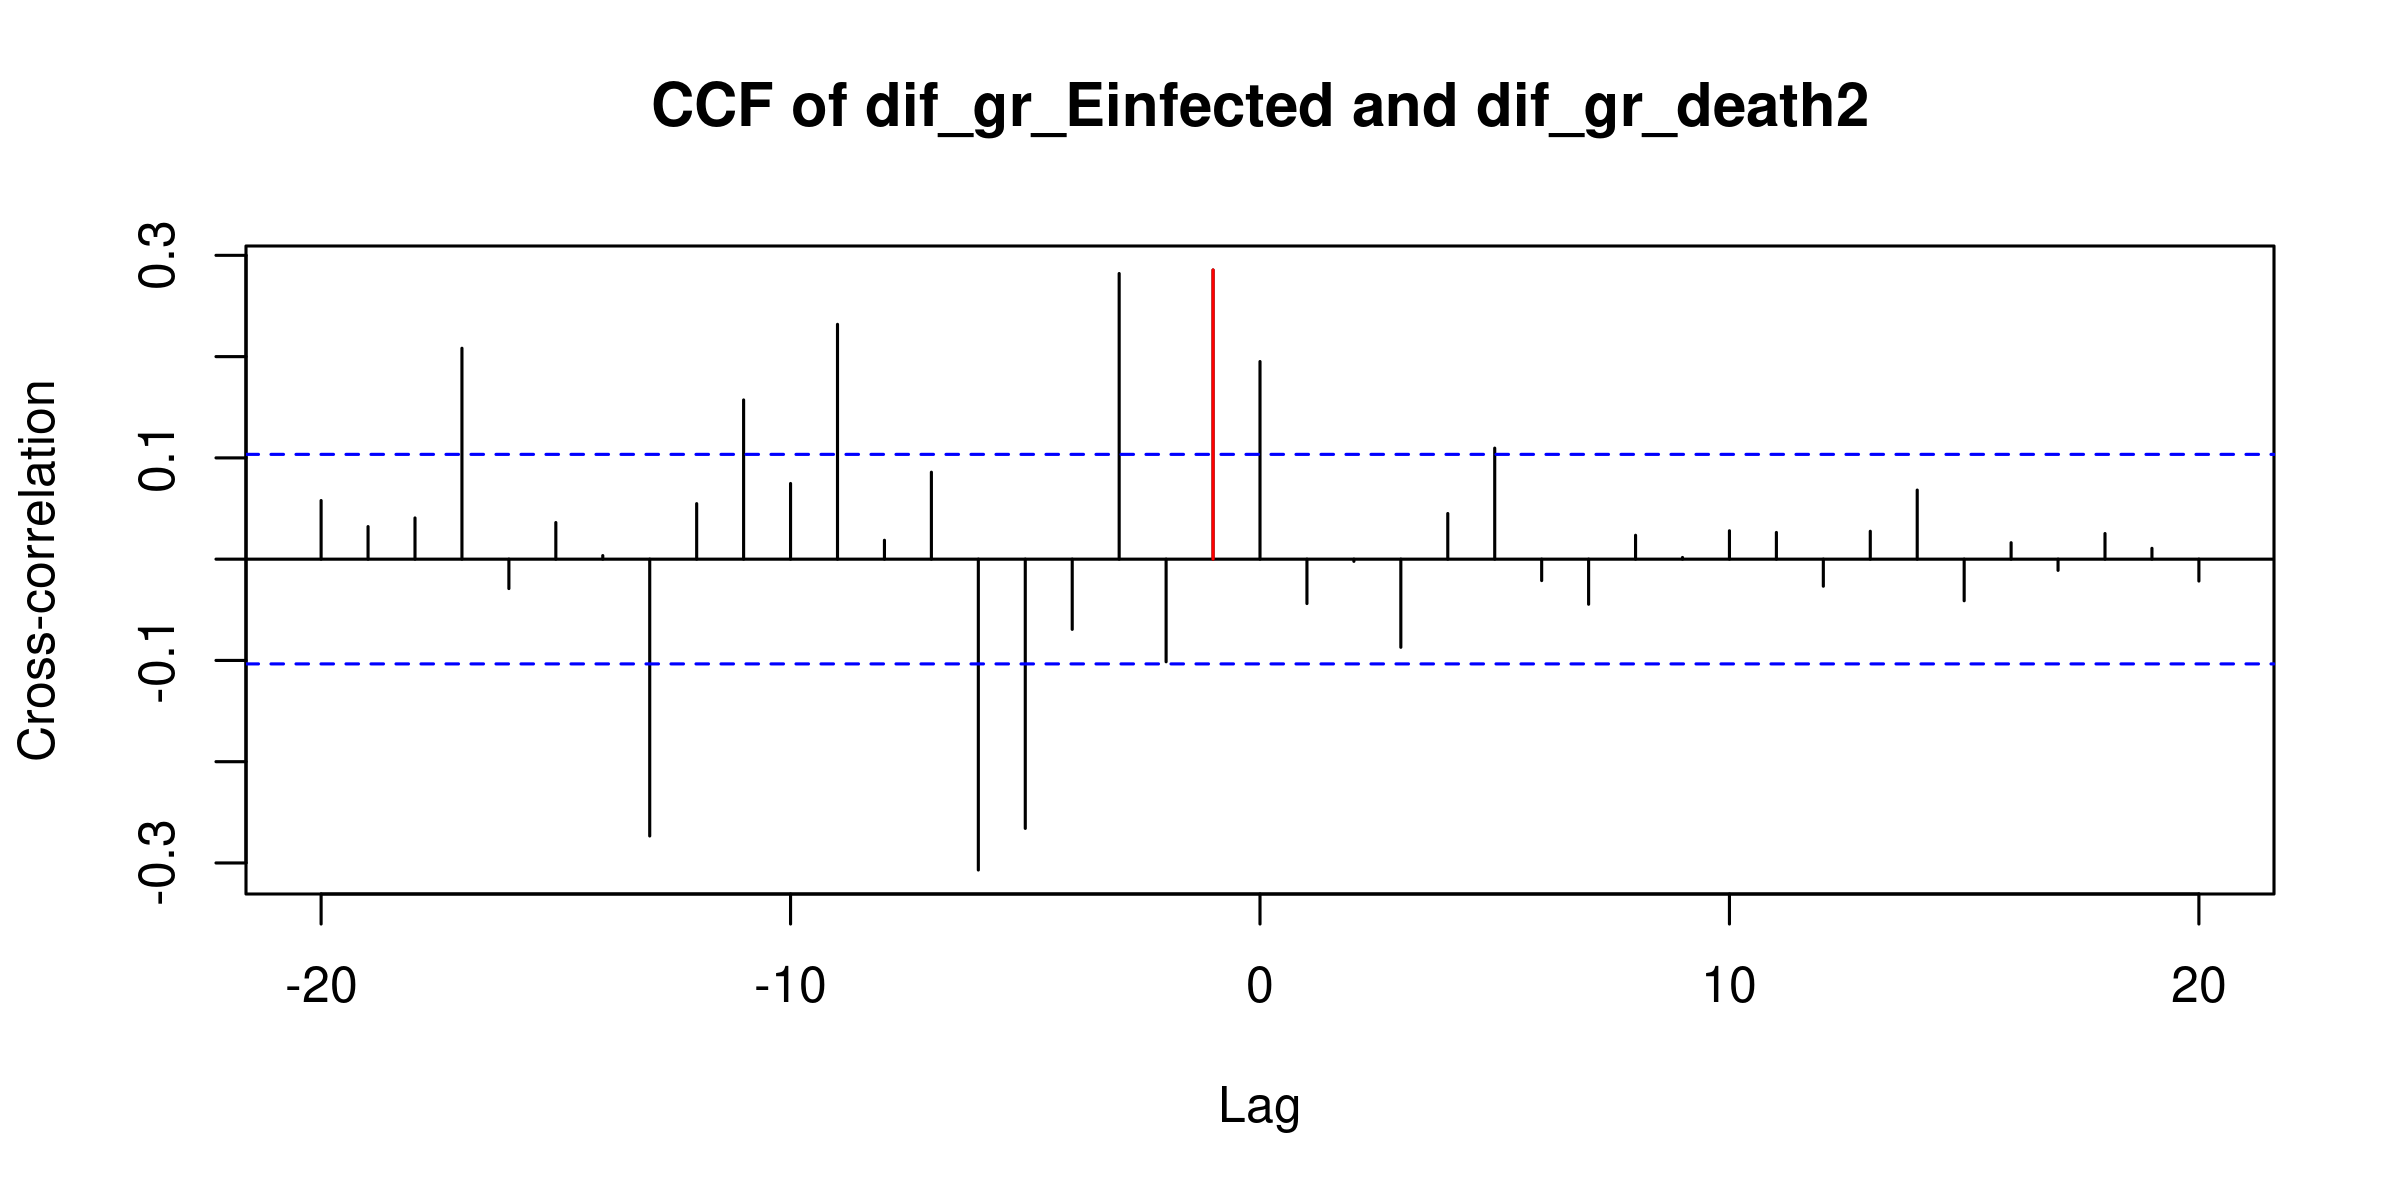 CCF of dif_gr_Einfected and dif_gr_death2
Cross-correlation
0.3
0.1
-0.1
-0.3
-20 -10 0 10 20
Lag